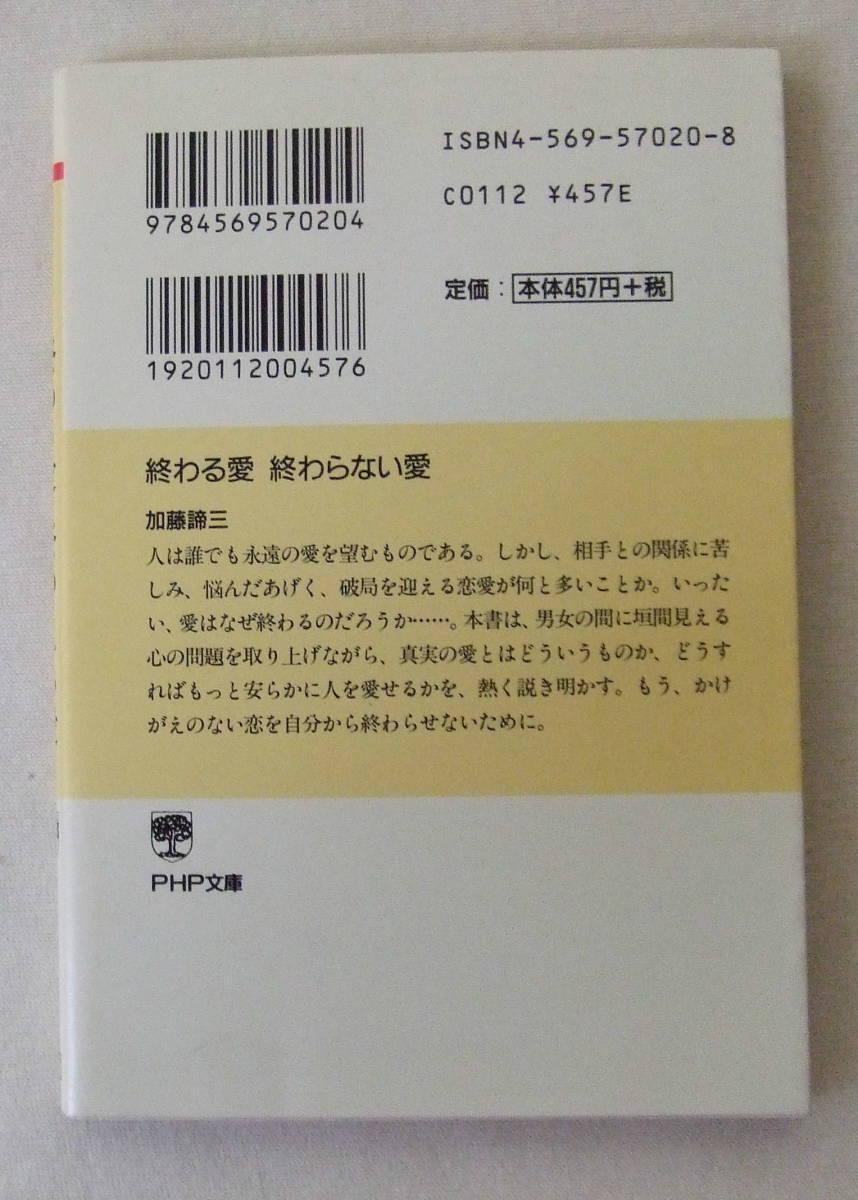 9784569570204
ISBN4-569-57020-8
C0112 ¥457E
1920112004576
定価：本体457円＋税
終わる愛 終わらない愛
加藤諦三
人は誰でも永遠の愛を望むものである。しかし、相手との関係に苦
しみ、悩んだあげく、破局を迎える恋愛が何と多いことか。いった
い、愛はなぜ終わるのだろうか……。本書は、男女の間に垣間見える
心の問題を取り上げながら、真実の愛とはどういうものか、どうす
ればもっと安らかに人を愛せるかを、熱く説き明かす。もう、かけ
がえのない恋を自分から終わらせないために。
PHP文庫